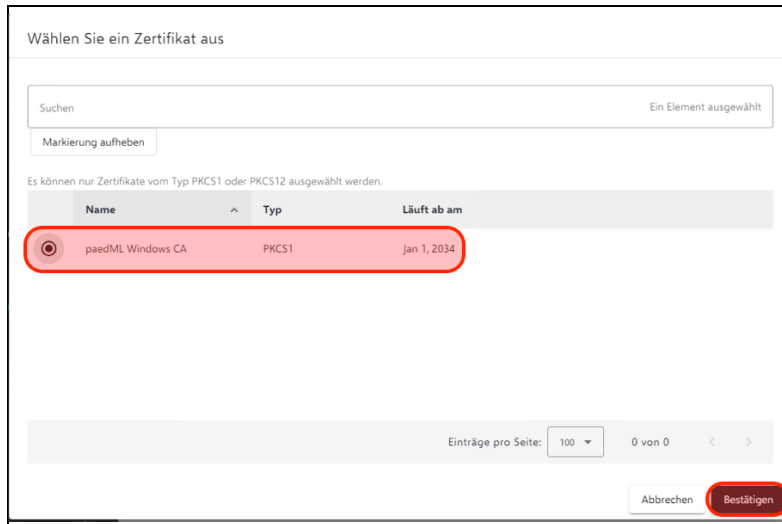 Wählen Sie ein Zertifikat aus
Suchen Ein Element ausgewählt
Markierung aufheben
Es können nur Zertifikate vom Typ PKCS1 oder PKCS12 ausgewählt werden.
Name Typ Läuft ab am
paedML Windows CA PKCS1 Jan 1, 2034
Einträge pro Seite: 100 0 von 0
Abbrechen Bestätigen